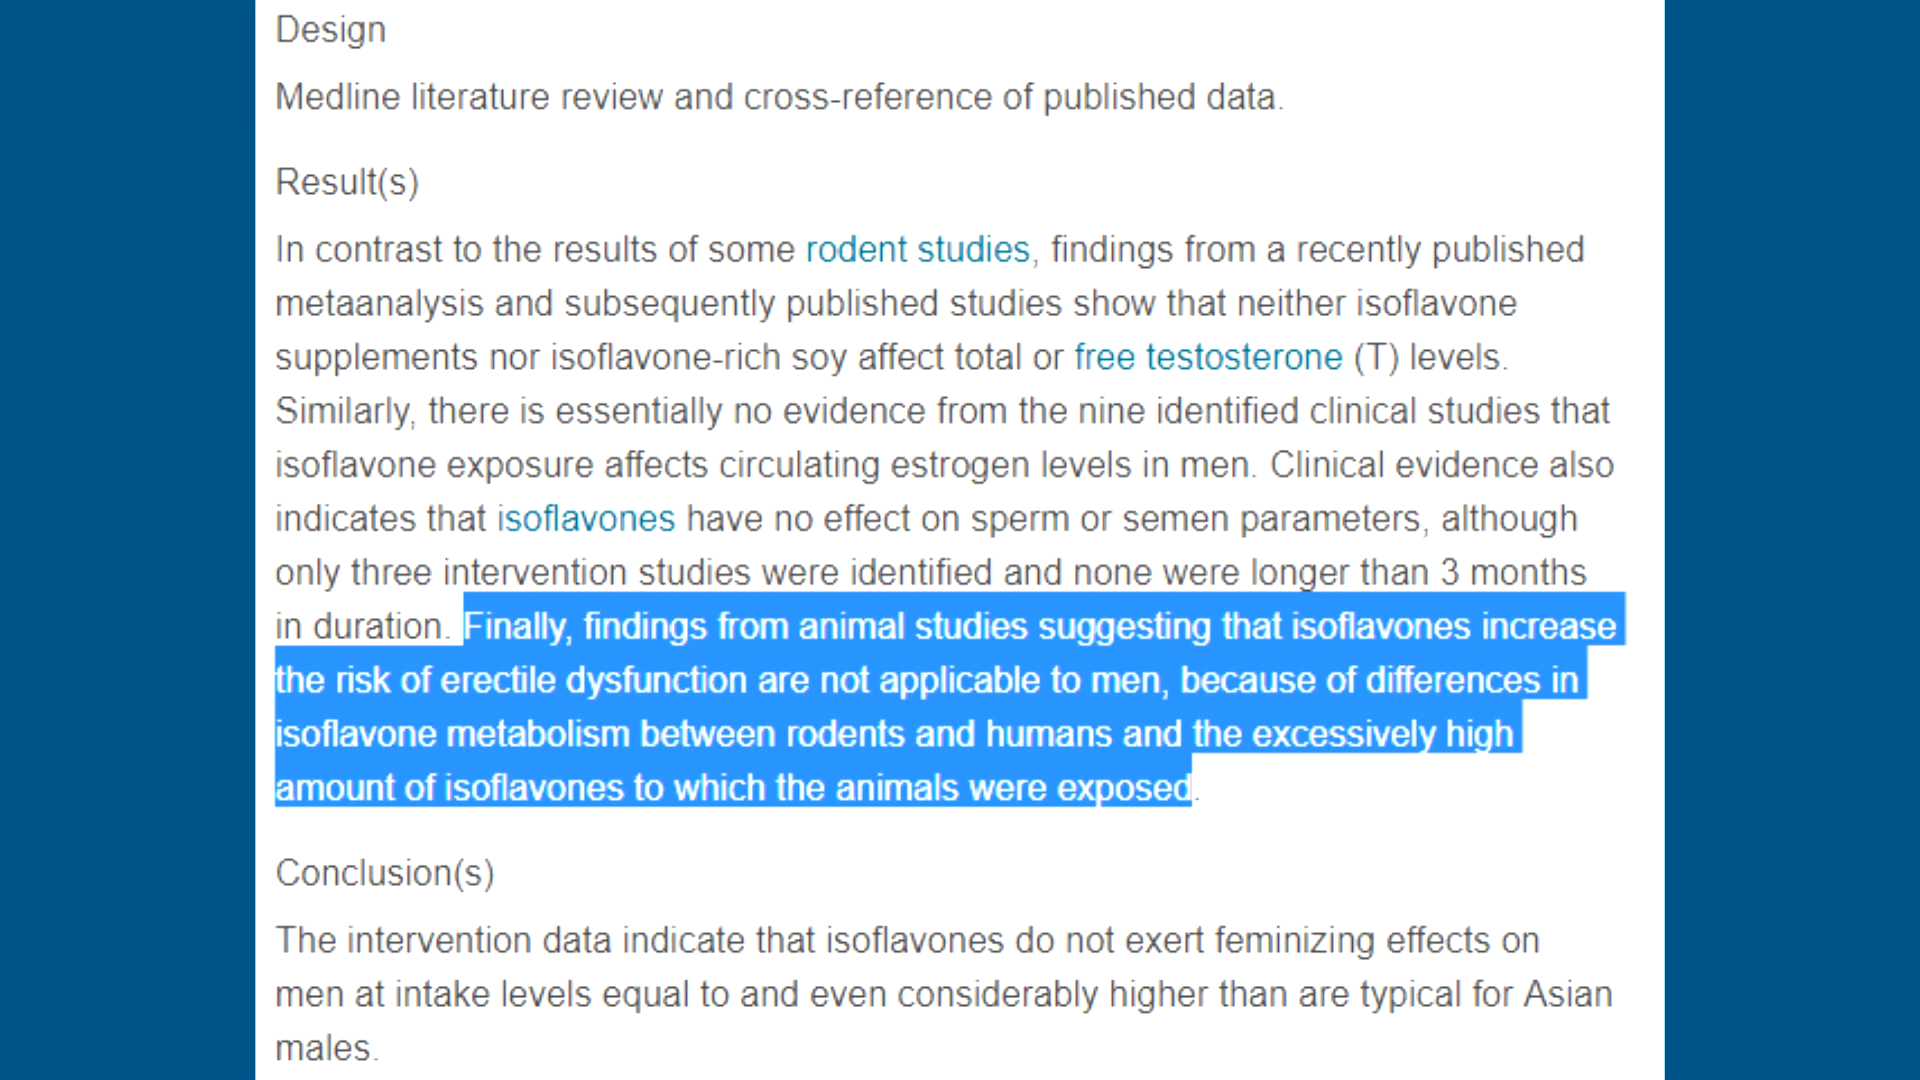 Design
Medline literature review and cross-reference of published data.
Result(s)
In contrast to the results of some rodent studies, findings from a recently published
metaanalysis and subsequently published studies show that neither isoflavone
supplements nor isoflavone-rich soy affect total or free testosterone (T) levels.
Similarly, there is essentially no evidence from the nine identified clinical studies that
isoflavone exposure affects circulating estrogen levels in men. Clinical evidence also
indicates that isoflavones have no effect on sperm or semen parameters, although
only three intervention studies were identified and none were longer than 3 months
in duration. Finally, findings from animal studies suggesting that isoflavones increase
the risk of erectile dysfunction are not applicable to men, because of differences in
isoflavone metabolism between rodents and humans and the excessively high
amount of isoflavones to which the animals were exposed.
Conclusion(s)
The intervention data indicate that isoflavones do not exert feminizing effects on
men at intake levels equal to and even considerably higher than are typical for Asian
males.